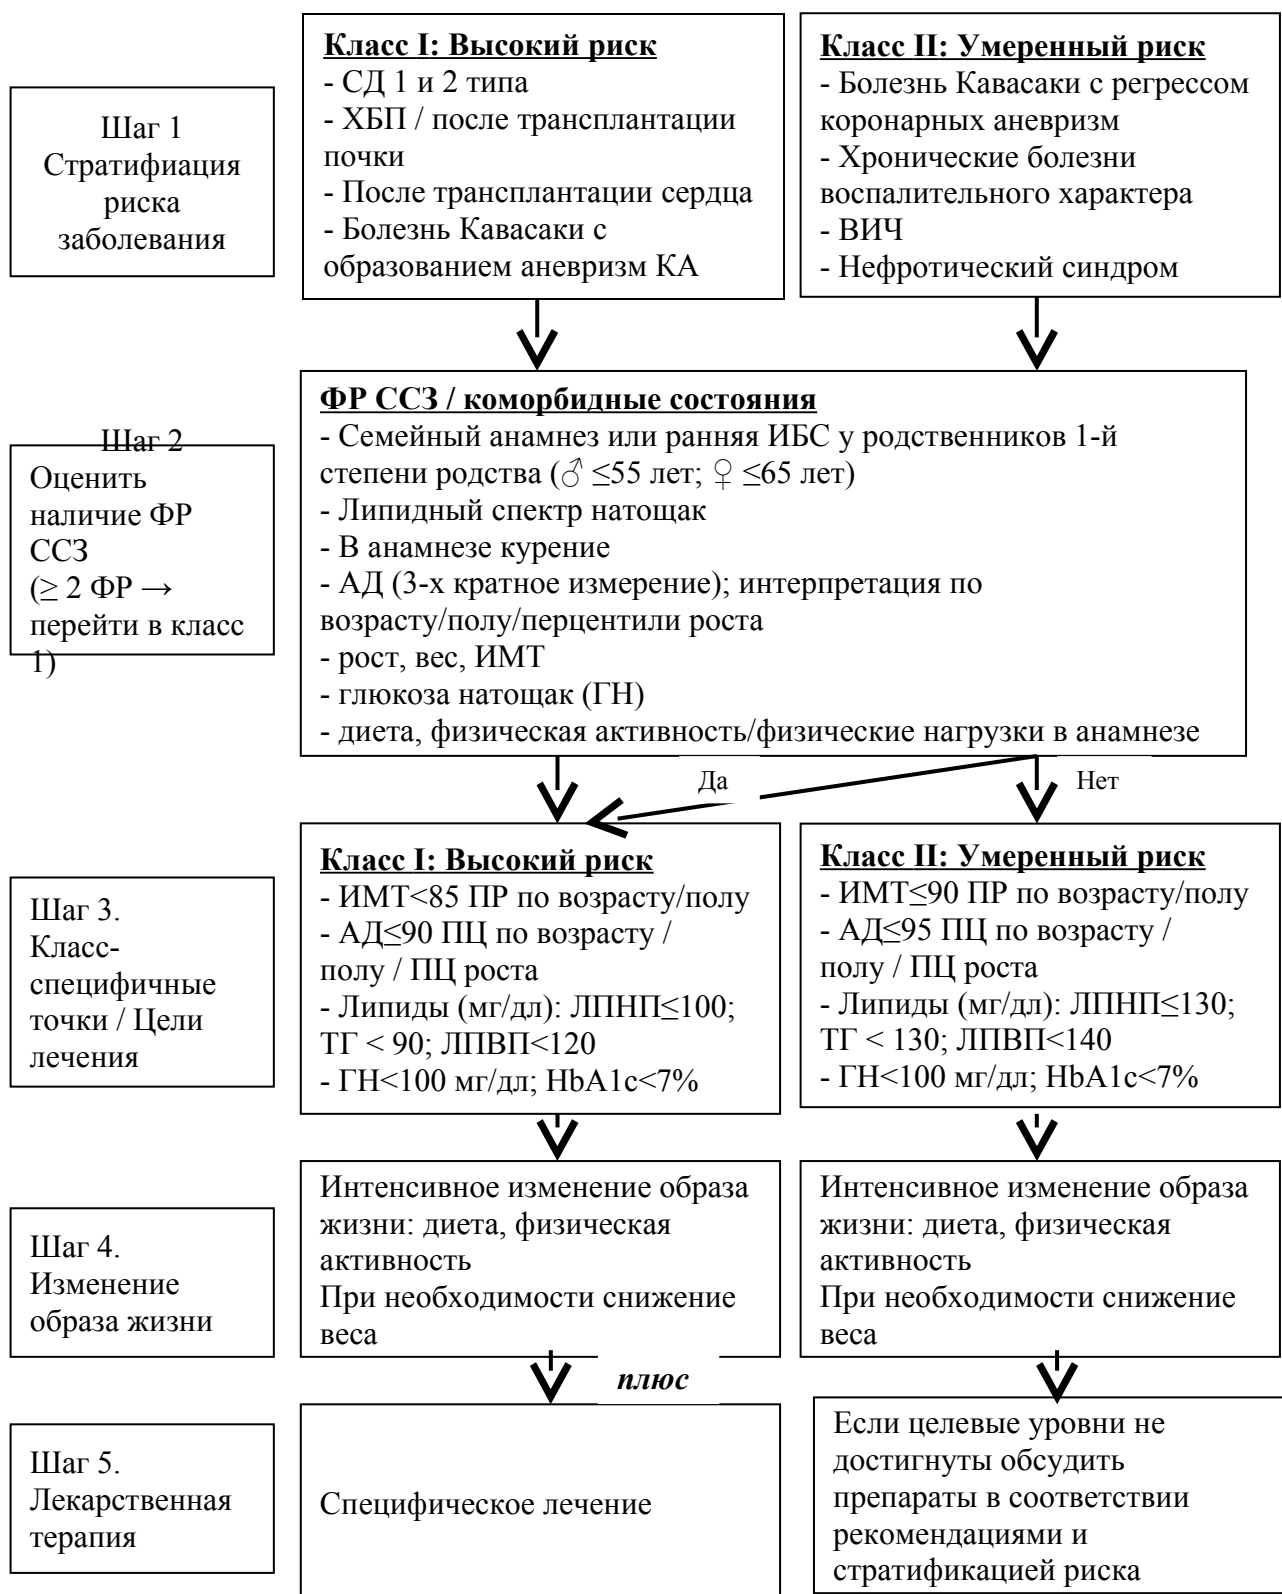 Шаг 1
Стратифиация
риска
заболевания
Класс I: Высокий риск
- СД 1 и 2 типа
- ХБП / после трансплантации
почки
- После трансплантации сердца
- Болезнь Кавасаки с
образованием аневризм КА
Класс II: Умеренный риск
- Болезнь Кавасаки с регрессом
коронарных аневризм
- Хронические болезни
воспалительного характера
- ВИЧ
- Нефротический синдром
Шаг 2
Оценить
наличие ФР
ССЗ
(≥ 2 ФР →
перейти в класс
1)
ФР ССЗ / коморбидные состояния
- Семейный анамнез или ранняя ИБС у родственников 1-й
степени родства (♂ ≤55 лет; ♀ ≤65 лет)
- Липидный спектр натощак
- В анамнезе курение
- АД (3-х кратное измерение); интерпретация по
возрасту/полу/перцентили роста
- рост, вес, ИМТ
- глюкоза натощак (ГН)
- диета, физическая активность/физические нагрузки в анамнезе
Да
Нет
Шаг 3.
Класс-
специфичные
точки / Цели
лечения
Класс I: Высокий риск
- ИМТ<85 ПР по возрасту/полу
- АД≤90 ПЦ по возрасту /
полу / ПЦ роста
- Липиды (мг/дл): ЛПНП≤100;
ТГ < 90; ЛПВП<120
- ГН<100 мг/дл; HbA1c<7%
Класс II: Умеренный риск
- ИМТ≤90 ПР по возрасту/полу
- АД≤95 ПЦ по возрасту /
полу / ПЦ роста
- Липиды (мг/дл): ЛПНП≤130;
ТГ < 130; ЛПВП<140
- ГН<100 мг/дл; HbA1c<7%
Шаг 4.
Изменение
образа жизни
Интенсивное изменение образа
жизни: диета, физическая
активность
При необходимости снижение
веса
Интенсивное изменение образа
жизни: диета, физическая
активность
При необходимости снижение
веса
плюс
Шаг 5.
Лекарственная
терапия
Специфическое лечение
Если целевые уровни не
достигнуты обсудить
препараты в соответствии
рекомендациями и
стратификацией риска